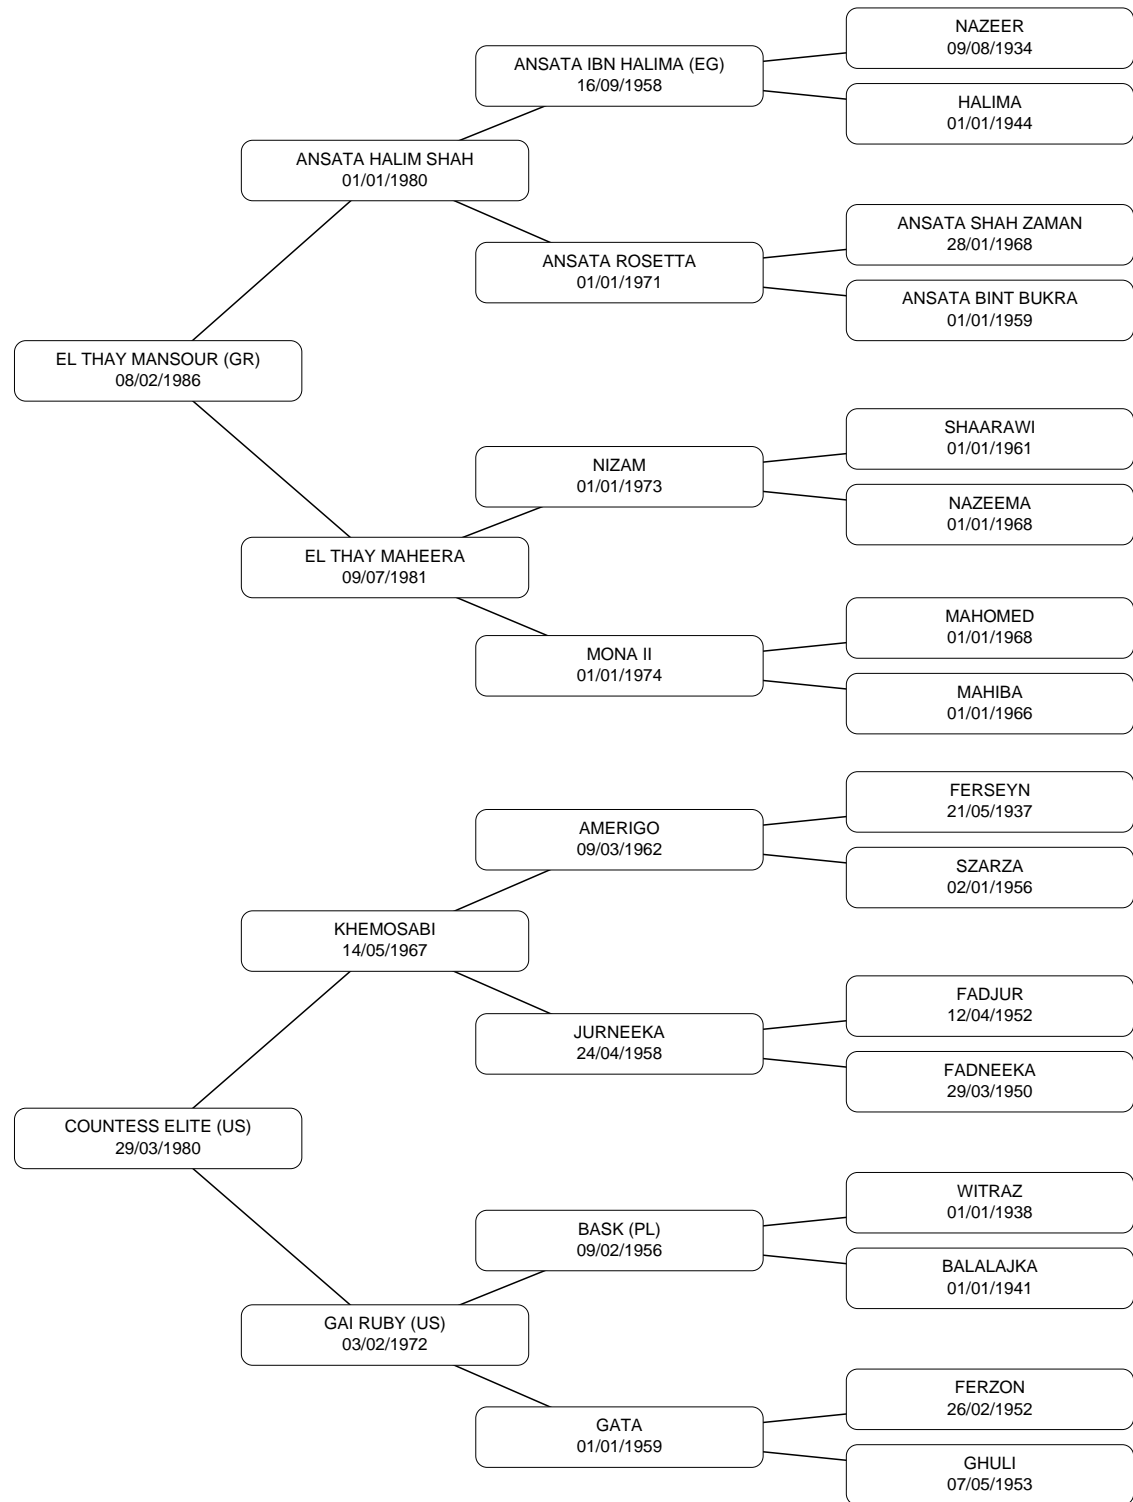 NAZEER
09/08/1934
ANSATA IBN HALIMA (EG)
16/09/1958
HALIMA
01/01/1944
ANSATA HALIM SHAH
01/01/1980
ANSATA SHAH ZAMAN
28/01/1968
ANSATA ROSETTA
01/01/1971
ANSATA BINT BUKRA
01/01/1959
EL THAY MANSOUR (GR)
08/02/1986
SHAARAWI
01/01/1961
NIZAM
01/01/1973
NAZEEMA
01/01/1968
EL THAY MAHEERA
09/07/1981
MAHOMED
01/01/1968
MONA II
01/01/1974
MAHIBA
01/01/1966
FERSEYN
21/05/1937
AMERIGO
09/03/1962
SZARZA
02/01/1956
KHEMOSABI
14/05/1967
FADJUR
12/04/1952
JURNEEKA
24/04/1958
FADNEEKA
29/03/1950
COUNTESS ELITE (US)
29/03/1980
WITRAZ
01/01/1938
BASK (PL)
09/02/1956
BALALAJKA
01/01/1941
GAI RUBY (US)
03/02/1972
FERZON
26/02/1952
GATA
01/01/1959
GHULI
07/05/1953